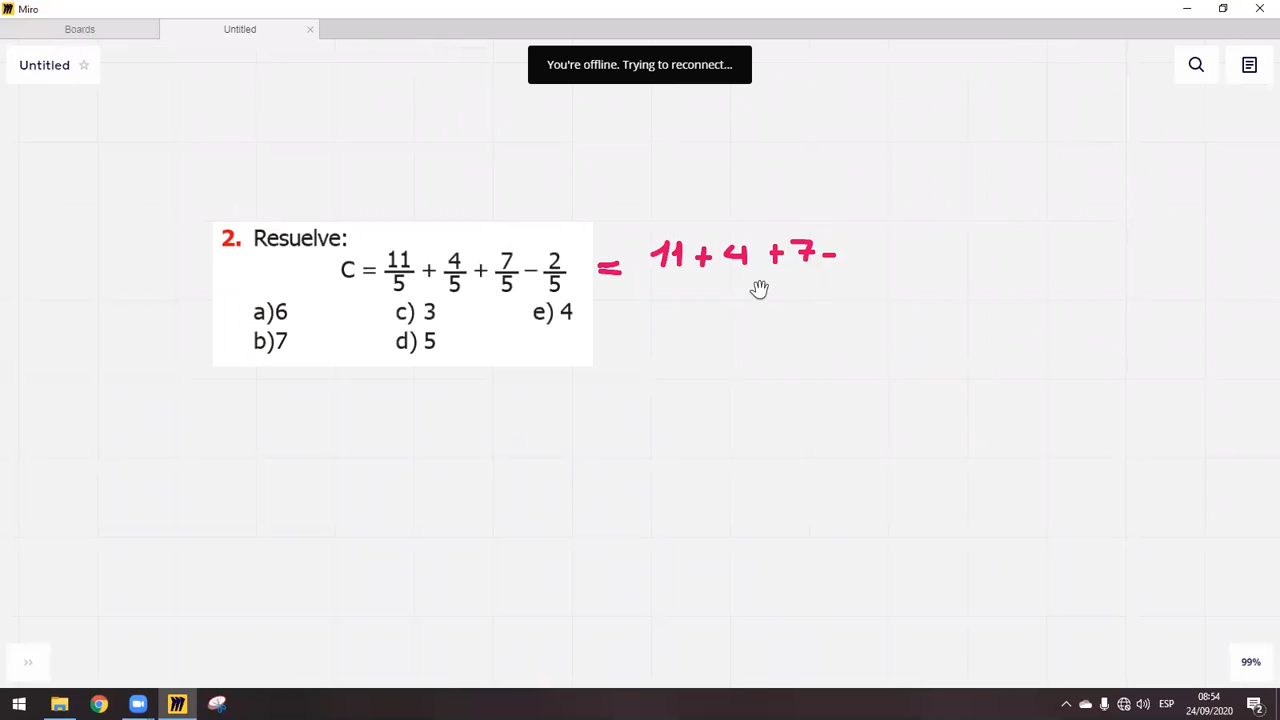 Miro
Boards
Untitled
Untitled
You're offline. Trying to reconnect...
2. Resuelve:
C = 11/5 + 4/5 + 7/5 − 2/5 = 11 + 4 + 7 −
a)6 c) 3 e) 4
b)7 d) 5
99%
08:54
ESP
24/09/2020
2